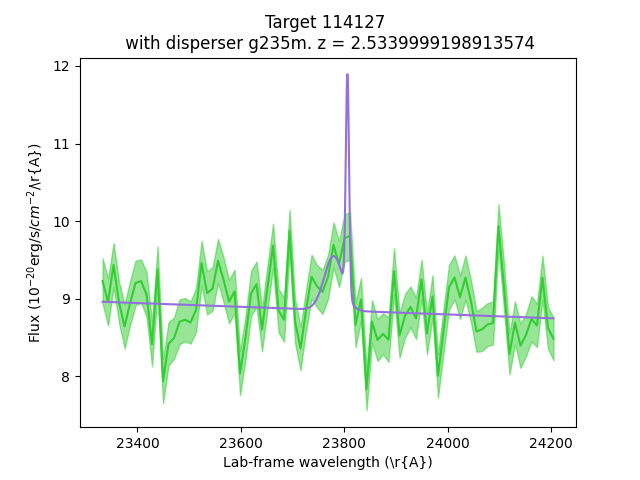 Target 114127
with disperser g235m. z = 2.5339999198913574
12
11
10
9
8
Flux (10⁻²⁰erg/s/cm⁻²/\r{A})
23400 23600 23800 24000 24200
Lab-frame wavelength (\r{A})